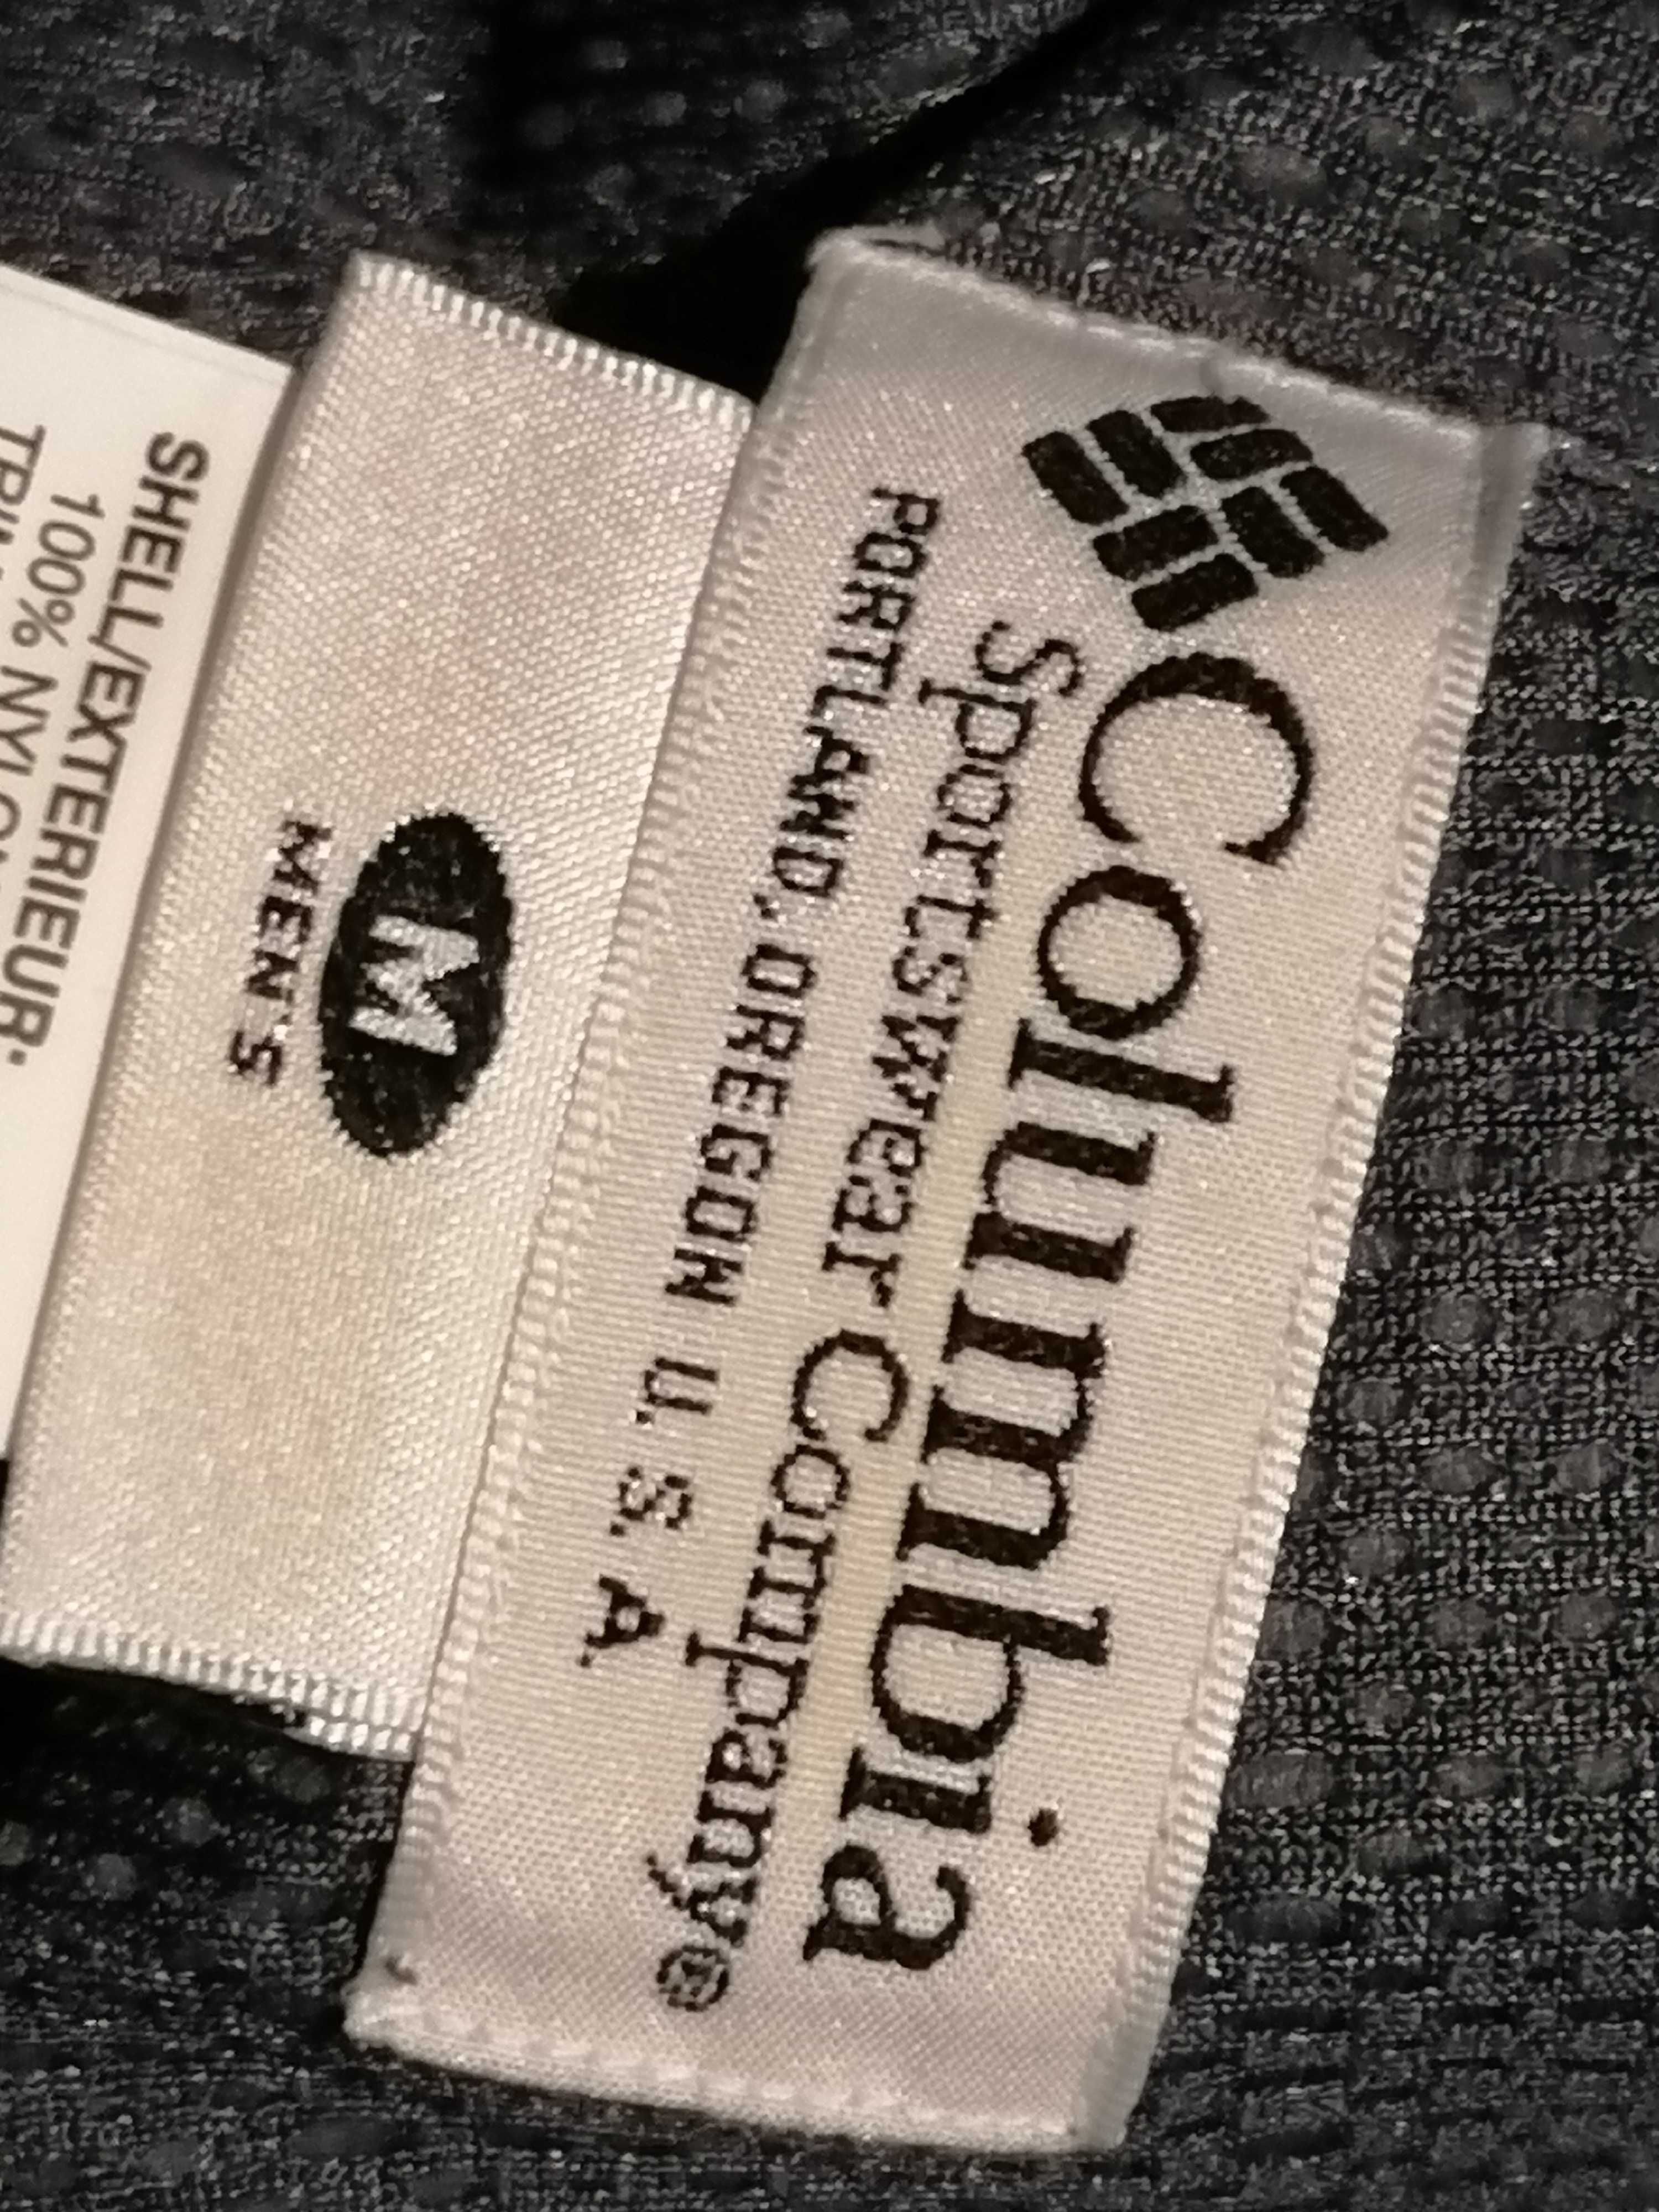 Columbia
Sportswear Company®
PORTLAND, OREGON U.S.A.
M
MEN'S
SHELL/EXTERIEUR:
100% NYLON